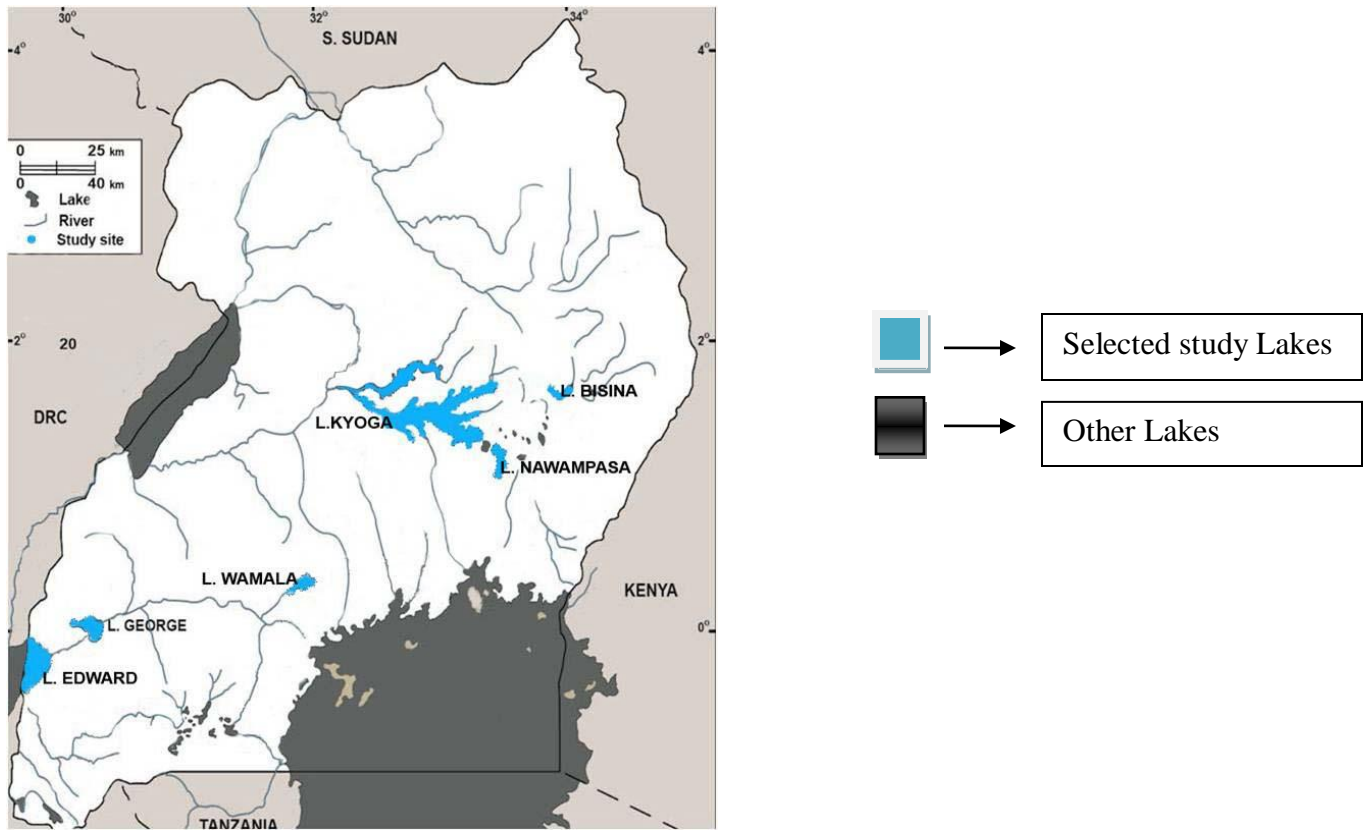 30° 32° 34°
S. SUDAN
4° 4°
0 25 km
0 40 km
Lake
River
Study site
2° 20 2°
Selected study Lakes
DRC
L. BISINA
L.KYOGA
Other Lakes
L. NAWAMPASA
L. WAMALA
KENYA
L. GEORGE
0°
L. EDWARD
TANZANIA